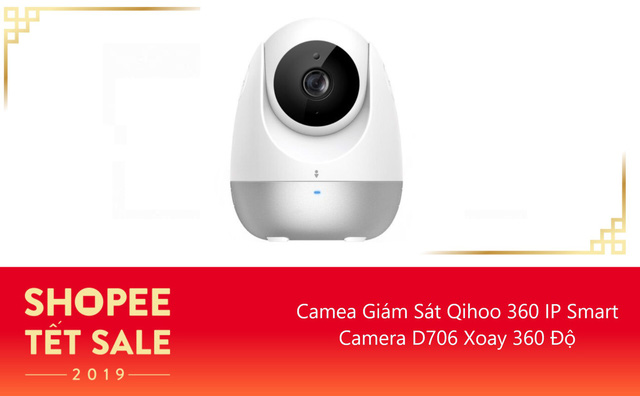 SHOPEE
TẾT SALE
2019
Camea Giám Sát Qihoo 360 IP Smart
Camera D706 Xoay 360 Độ